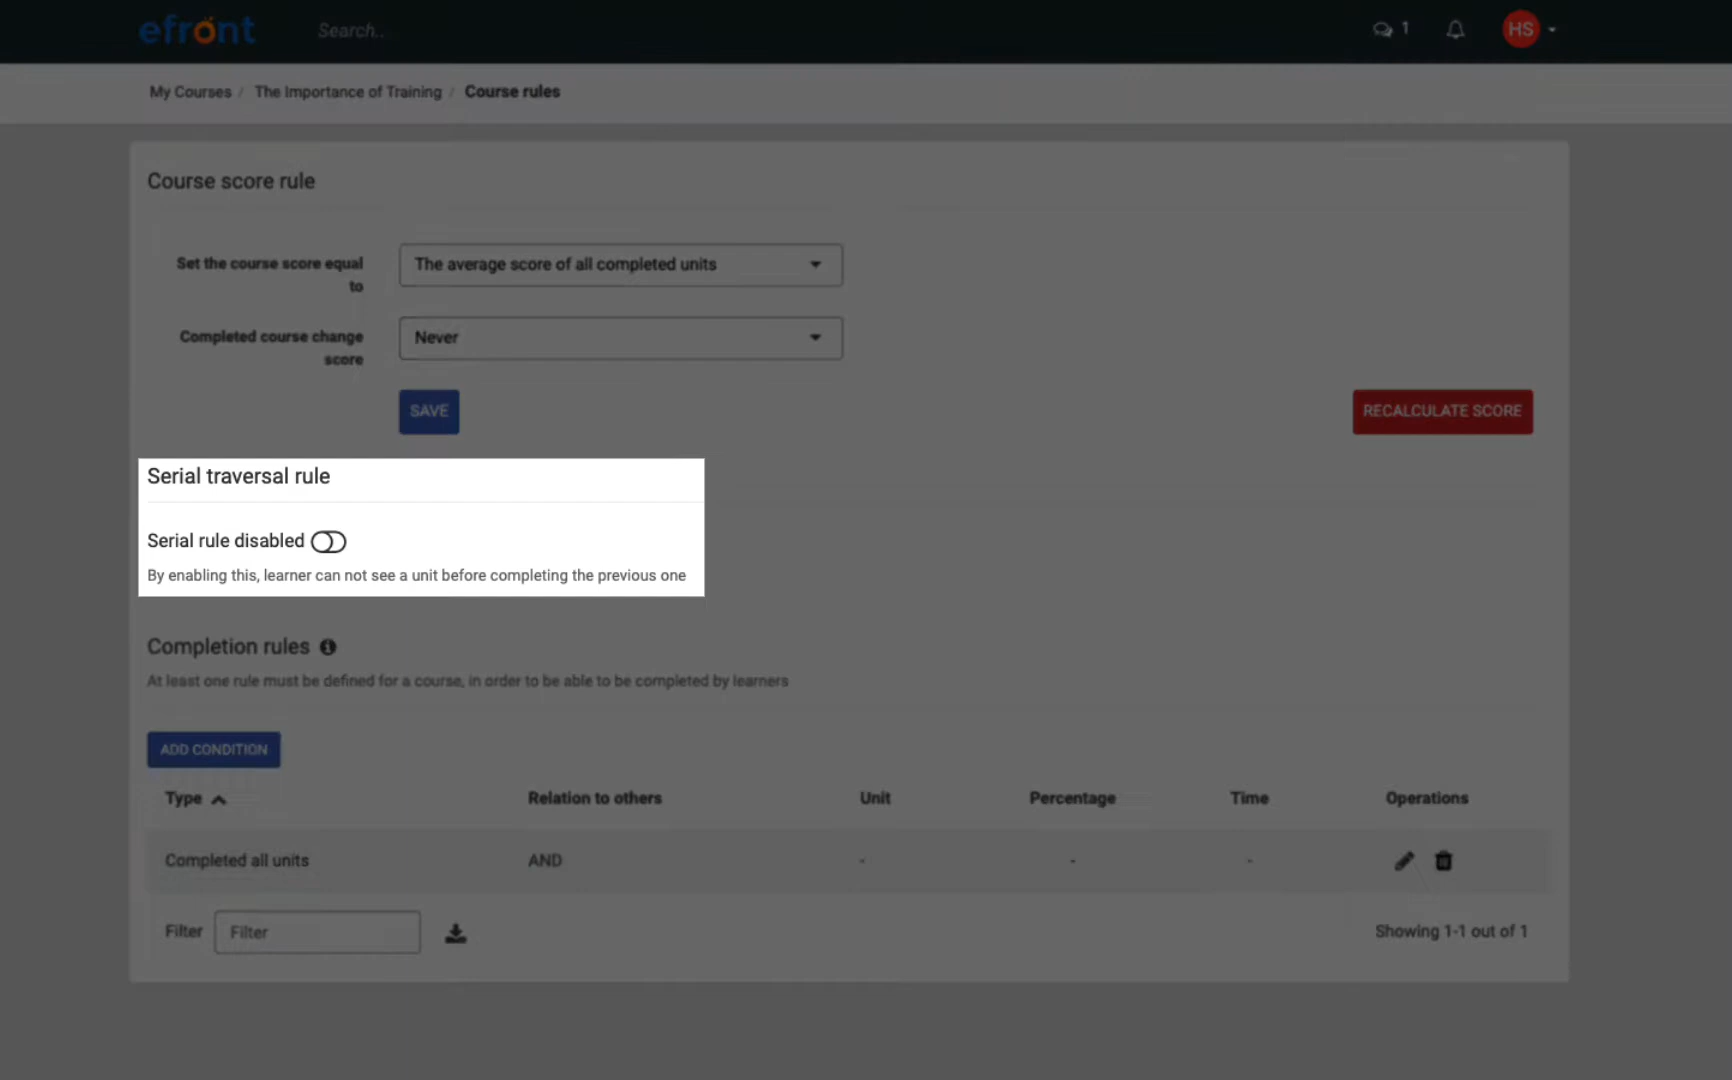 efront
Search...
1
HS
My Courses / The Importance of Training / Course rules
Course score rule
Set the course score equal
to
The average score of all completed units
Completed course change
score
Never
SAVE
RECALCULATE SCORE
Serial traversal rule
Serial rule disabled
By enabling this, learner can not see a unit before completing the previous one
Completion rules
At least one rule must be defined for a course, in order to be able to be completed by learners
ADD CONDITION
Type Relation to others Unit Percentage Time Operations
Completed all units AND - - -
Filter Filter Showing 1-1 out of 1